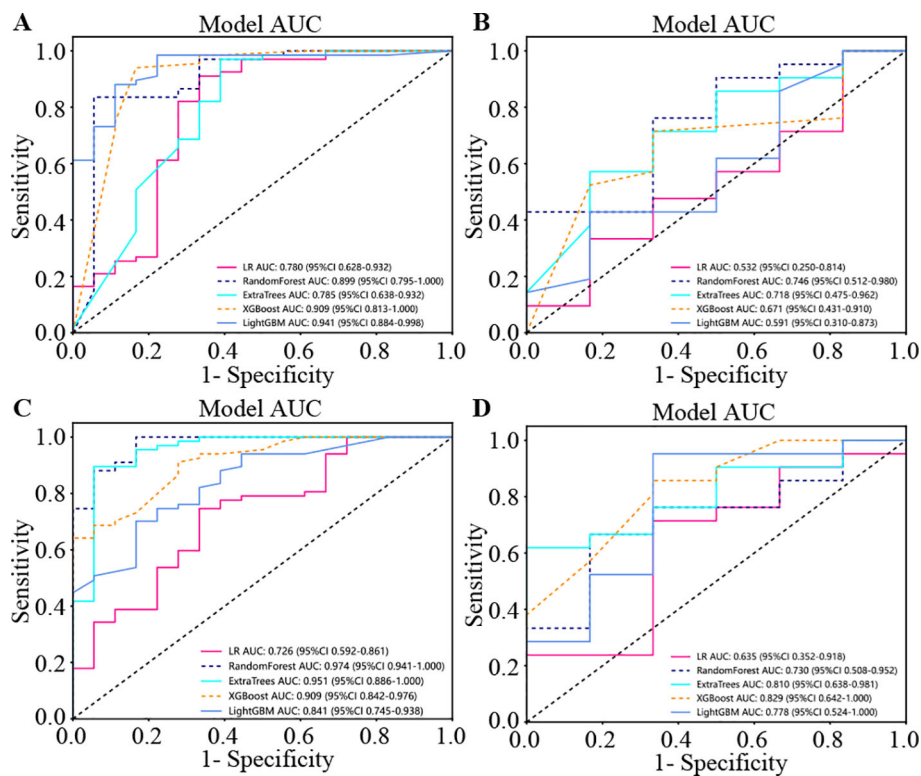 A
Model AUC
Sensitivity
1.0
0.8
0.6
0.4
0.2
0.0
LR AUC: 0.780 (95%CI 0.628-0.932)
RandomForest AUC: 0.899 (95%CI 0.795-1.000)
ExtraTrees AUC: 0.785 (95%CI 0.638-0.932)
XGBoost AUC: 0.909 (95%CI 0.813-1.000)
LightGBM AUC: 0.941 (95%CI 0.884-0.998)
0.0 0.2 0.4 0.6 0.8 1.0
1- Specificity
B
Model AUC
Sensitivity
1.0
0.8
0.6
0.4
0.2
0.0
LR AUC: 0.532 (95%CI 0.250-0.814)
RandomForest AUC: 0.746 (95%CI 0.512-0.980)
ExtraTrees AUC: 0.718 (95%CI 0.475-0.962)
XGBoost AUC: 0.671 (95%CI 0.431-0.910)
LightGBM AUC: 0.591 (95%CI 0.310-0.873)
0.0 0.2 0.4 0.6 0.8 1.0
1- Specificity
C
Model AUC
Sensitivity
1.0
0.8
0.6
0.4
0.2
0.0
LR AUC: 0.726 (95%CI 0.592-0.861)
RandomForest AUC: 0.974 (95%CI 0.941-1.000)
ExtraTrees AUC: 0.951 (95%CI 0.886-1.000)
XGBoost AUC: 0.909 (95%CI 0.842-0.976)
LightGBM AUC: 0.841 (95%CI 0.745-0.938)
0.0 0.2 0.4 0.6 0.8 1.0
1- Specificity
D
Model AUC
Sensitivity
1.0
0.8
0.6
0.4
0.2
0.0
LR AUC: 0.635 (95%CI 0.352-0.918)
RandomForest AUC: 0.730 (95%CI 0.508-0.952)
ExtraTrees AUC: 0.810 (95%CI 0.638-0.981)
XGBoost AUC: 0.829 (95%CI 0.642-1.000)
LightGBM AUC: 0.778 (95%CI 0.524-1.000)
0.0 0.2 0.4 0.6 0.8 1.0
1- Specificity